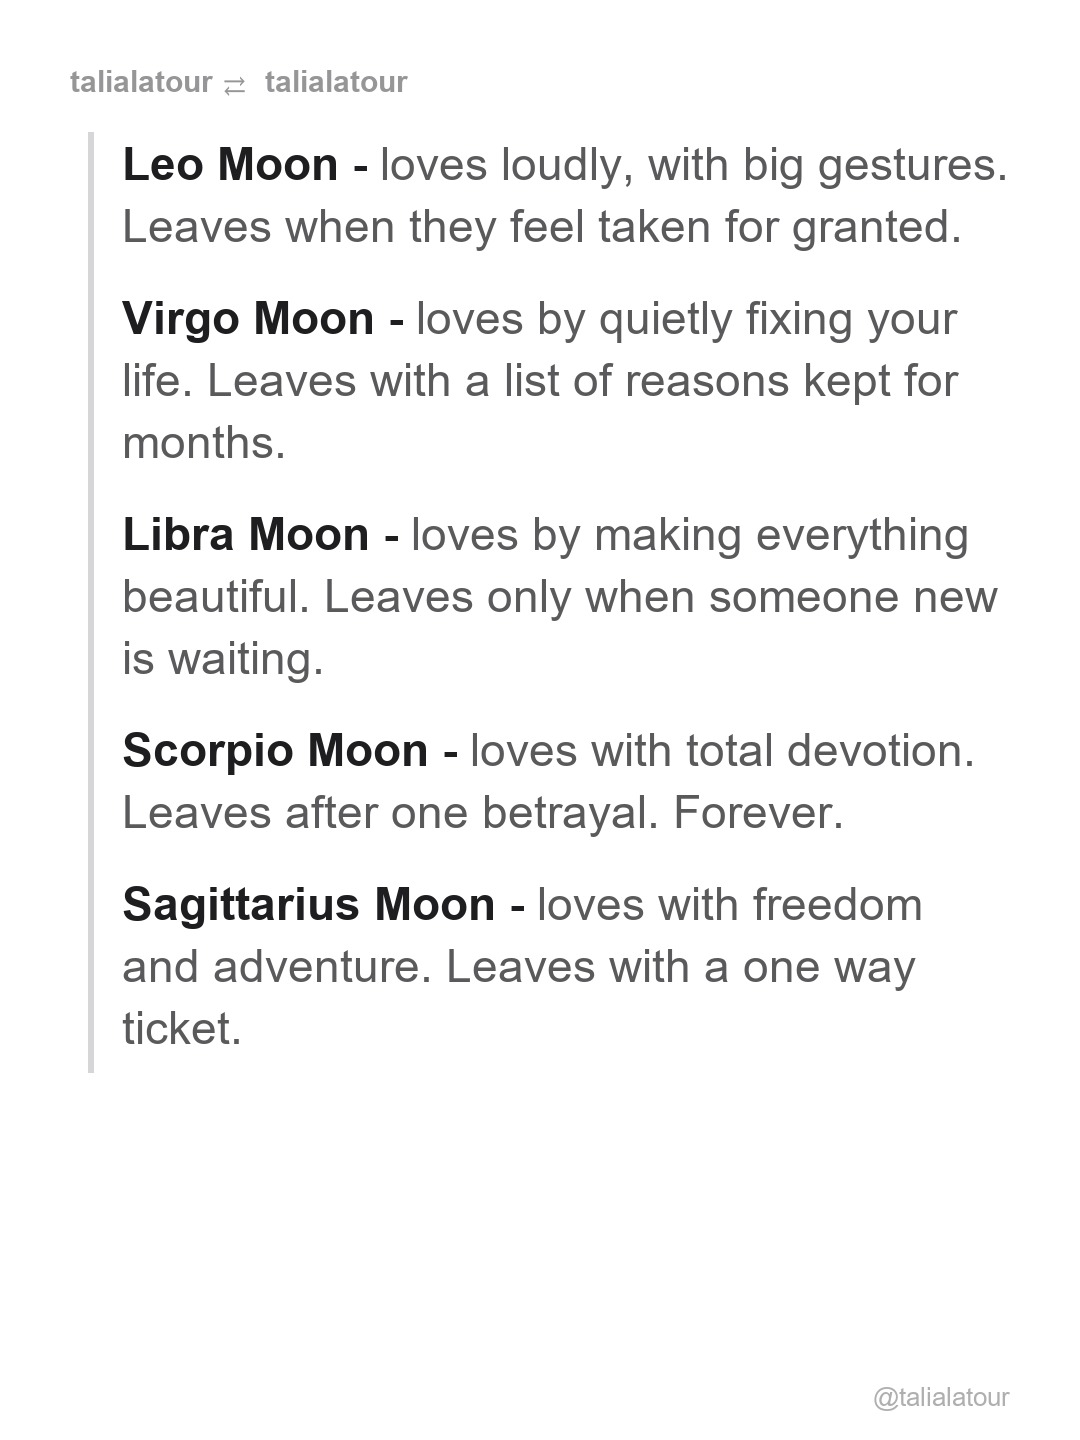 talialatour ⇄ talialatour
Leo Moon - loves loudly, with big gestures.
Leaves when they feel taken for granted.
Virgo Moon - loves by quietly fixing your
life. Leaves with a list of reasons kept for
months.
Libra Moon - loves by making everything
beautiful. Leaves only when someone new
is waiting.
Scorpio Moon - loves with total devotion.
Leaves after one betrayal. Forever.
Sagittarius Moon - loves with freedom
and adventure. Leaves with a one way
ticket.
@talialatour